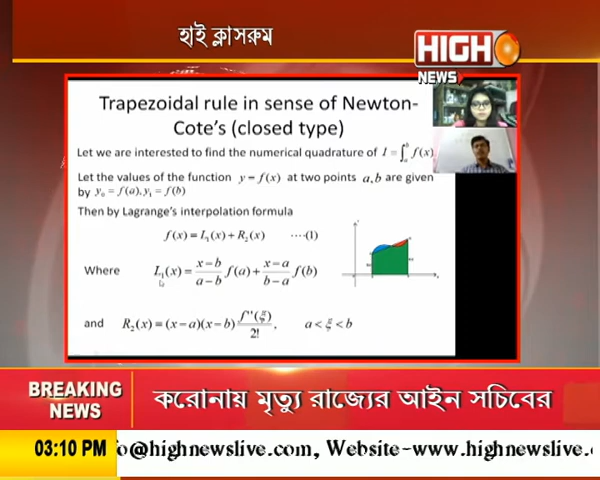 হাই ক্লাসরুম
HIGH
NEWS
Trapezoidal rule in sense of Newton-
Cote's (closed type)
Let we are interested to find the numerical quadrature of I = ∫ₐᵇ f(x)
Let the values of the function y = f(x) at two points a, b are given
by y₀ = f(a), y₁ = f(b)
Then by Lagrange's interpolation formula
f(x) = L₁(x) + R₂(x) ....(1)
Where L₁(x) = (x−b)/(a−b) f(a) + (x−a)/(b−a) f(b)
and R₂(x) = (x−a)(x−b) f''(ξ)/2!, a < ξ < b
BREAKING
NEWS
করোনায় মৃত্যু রাজ্যের আইন সচিবের
03:10 PM fo@highnewslive.com, Website-www.highnewslive.c